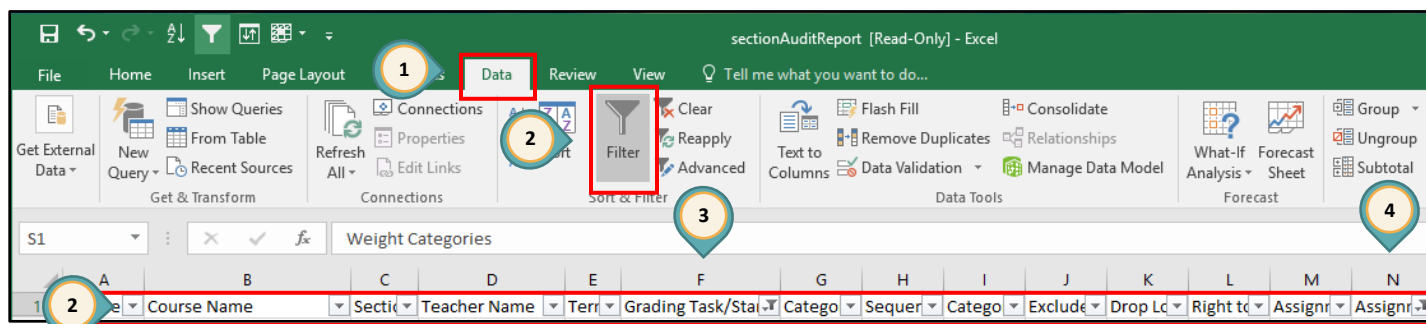 sectionAuditReport [Read-Only] - Excel
File Home Insert Page Layout 1 s Data Review View Tell me what you want to do...
Get External Data
New Query
Show Queries
From Table
Recent Sources
Get & Transform
Refresh All
Connections
Properties
Edit Links
Connections
2
Filter
Clear
Reapply
Advanced
Sort & Filter
3
Text to Columns
Flash Fill
Remove Duplicates
Data Validation
Consolidate
Relationships
Manage Data Model
Data Tools
What-If Analysis
Forecast Sheet
Forecast
Group
Ungroup
Subtotal
4
S1 fx Weight Categories
A B C D E F G H I J K L M N
1 2 e Course Name Sectic Teacher Name Terr Grading Task/Star Catego Sequer Catego Exclude Drop Lo Right to Assignr Assignr